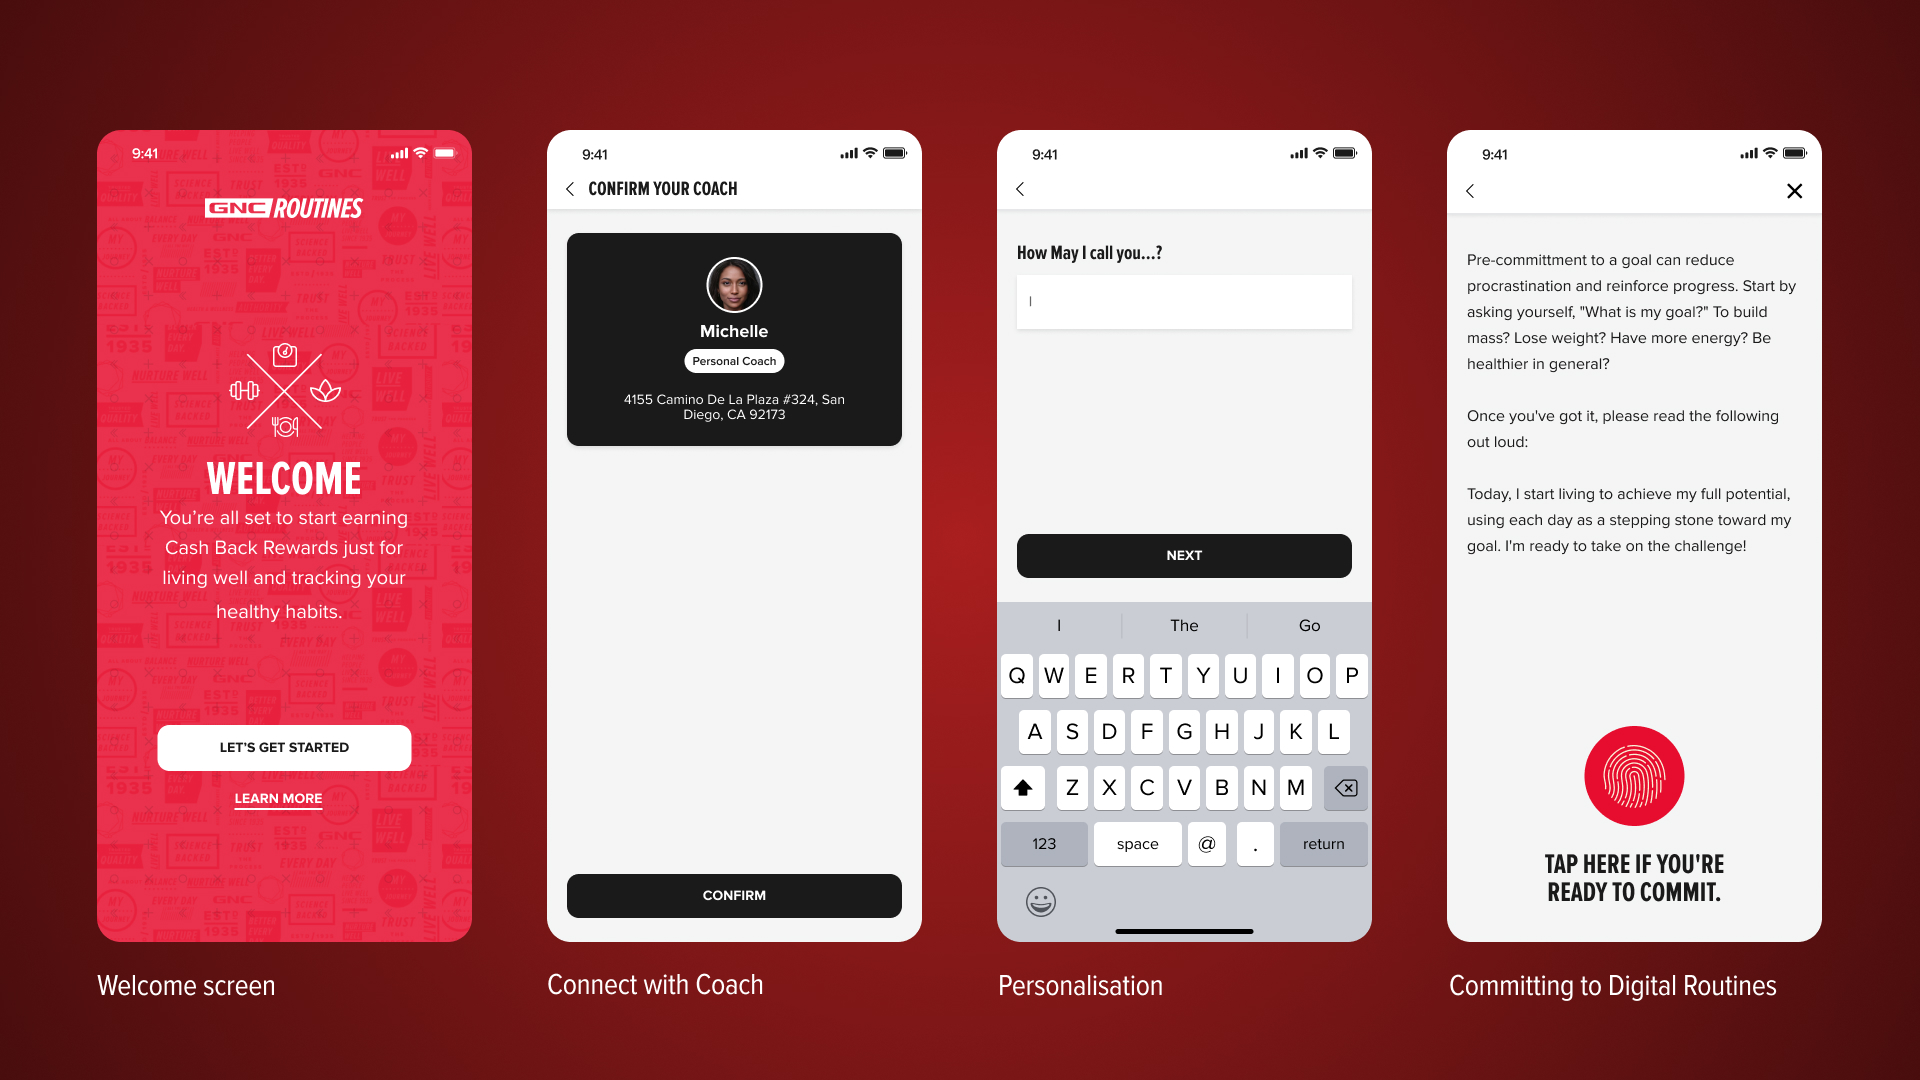 9:41
GNC ROUTINES
WELCOME
You’re all set to start earning
Cash Back Rewards just for
living well and tracking your
healthy habits.
LET’S GET STARTED
LEARN MORE
Welcome screen
9:41
CONFIRM YOUR COACH
Michelle
Personal Coach
4155 Camino De La Plaza #324, San
Diego, CA 92173
CONFIRM
Connect with Coach
9:41
How May I call you...?
NEXT
I The Go
Q W E R T Y U I O P
A S D F G H J K L
Z X C V B N M
123 space @ . return
Personalisation
9:41
Pre-committment to a goal can reduce
procrastination and reinforce progress. Start by
asking yourself, "What is my goal?" To build
mass? Lose weight? Have more energy? Be
healthier in general?
Once you've got it, please read the following
out loud:
Today, I start living to achieve my full potential,
using each day as a stepping stone toward my
goal. I'm ready to take on the challenge!
TAP HERE IF YOU'RE
READY TO COMMIT.
Committing to Digital Routines